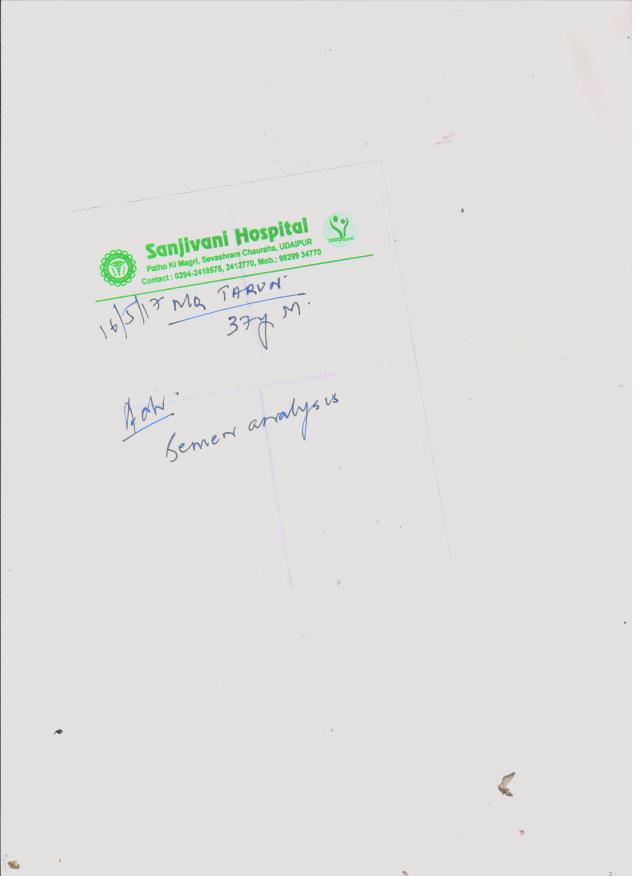 Sanjivani Hospital
Patho Ki Magri, Sevashram Chauraha, UDAIPUR
Contact : 0294-2418575, 2412770, Mob.: 98299 34770
16/5/17 MR TARUN
37y M.
Adv.
Semen analysis